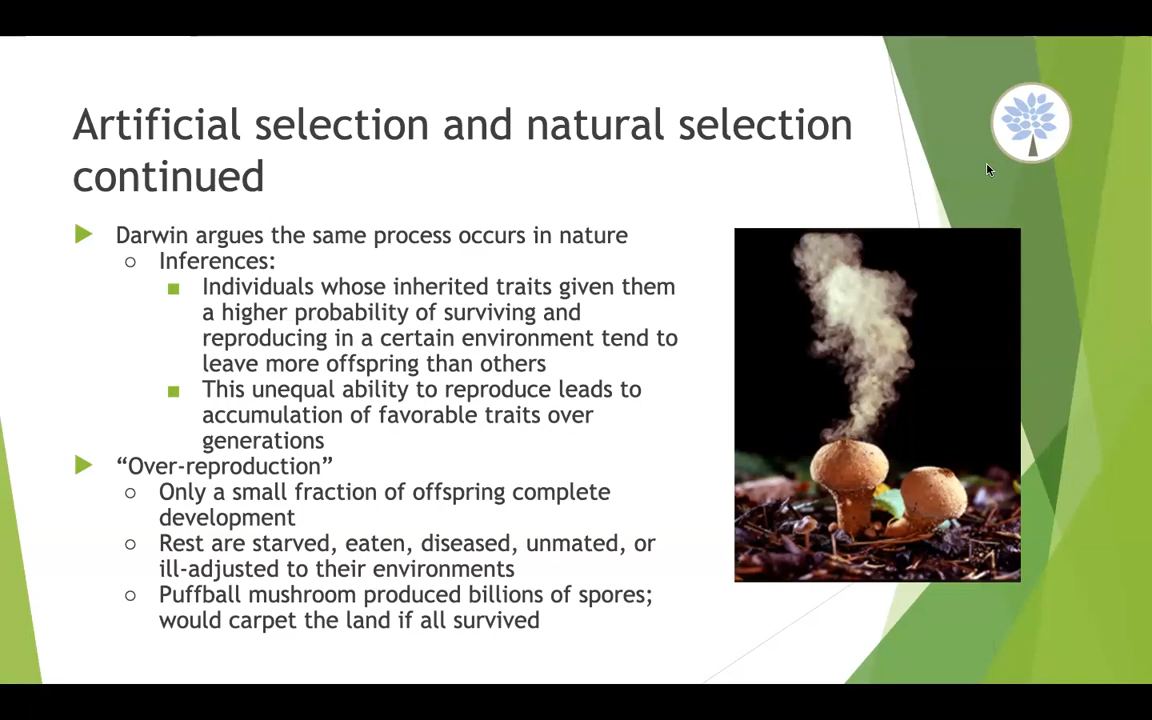 Artificial selection and natural selection
continued
Darwin argues the same process occurs in nature
Inferences:
Individuals whose inherited traits given them
a higher probability of surviving and
reproducing in a certain environment tend to
leave more offspring than others
This unequal ability to reproduce leads to
accumulation of favorable traits over
generations
“Over-reproduction”
Only a small fraction of offspring complete
development
Rest are starved, eaten, diseased, unmated, or
ill-adjusted to their environments
Puffball mushroom produced billions of spores;
would carpet the land if all survived